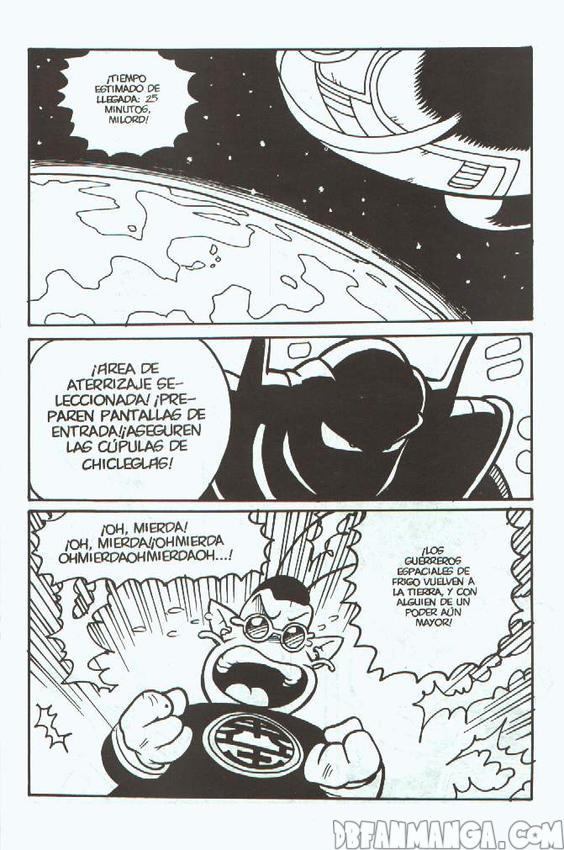 ¡TIEMPO
ESTIMADO DE
LLEGADA: 25
MINUTOS,
MILORD!
¡AREA DE
ATERRIZAJE SE-
LECCIONADA! ¡PRE-
PAREN PANTALLAS DE
ENTRADA!¡ASEGUREN
LAS CÚPULAS DE
CHICLEGLAS!
¡OH, MIERDA!
¡OH, MIERDA!¡OHMIERDA
OHMIERDAOHMIERDAOH...!
¡LOS
GUERREROS
ESPACIALES DE
FRIGO VUELVEN A
LA TIERRA, Y CON
ALGUIEN DE UN
PODER AÚN
MAYOR!
DBFANMANGA.COM